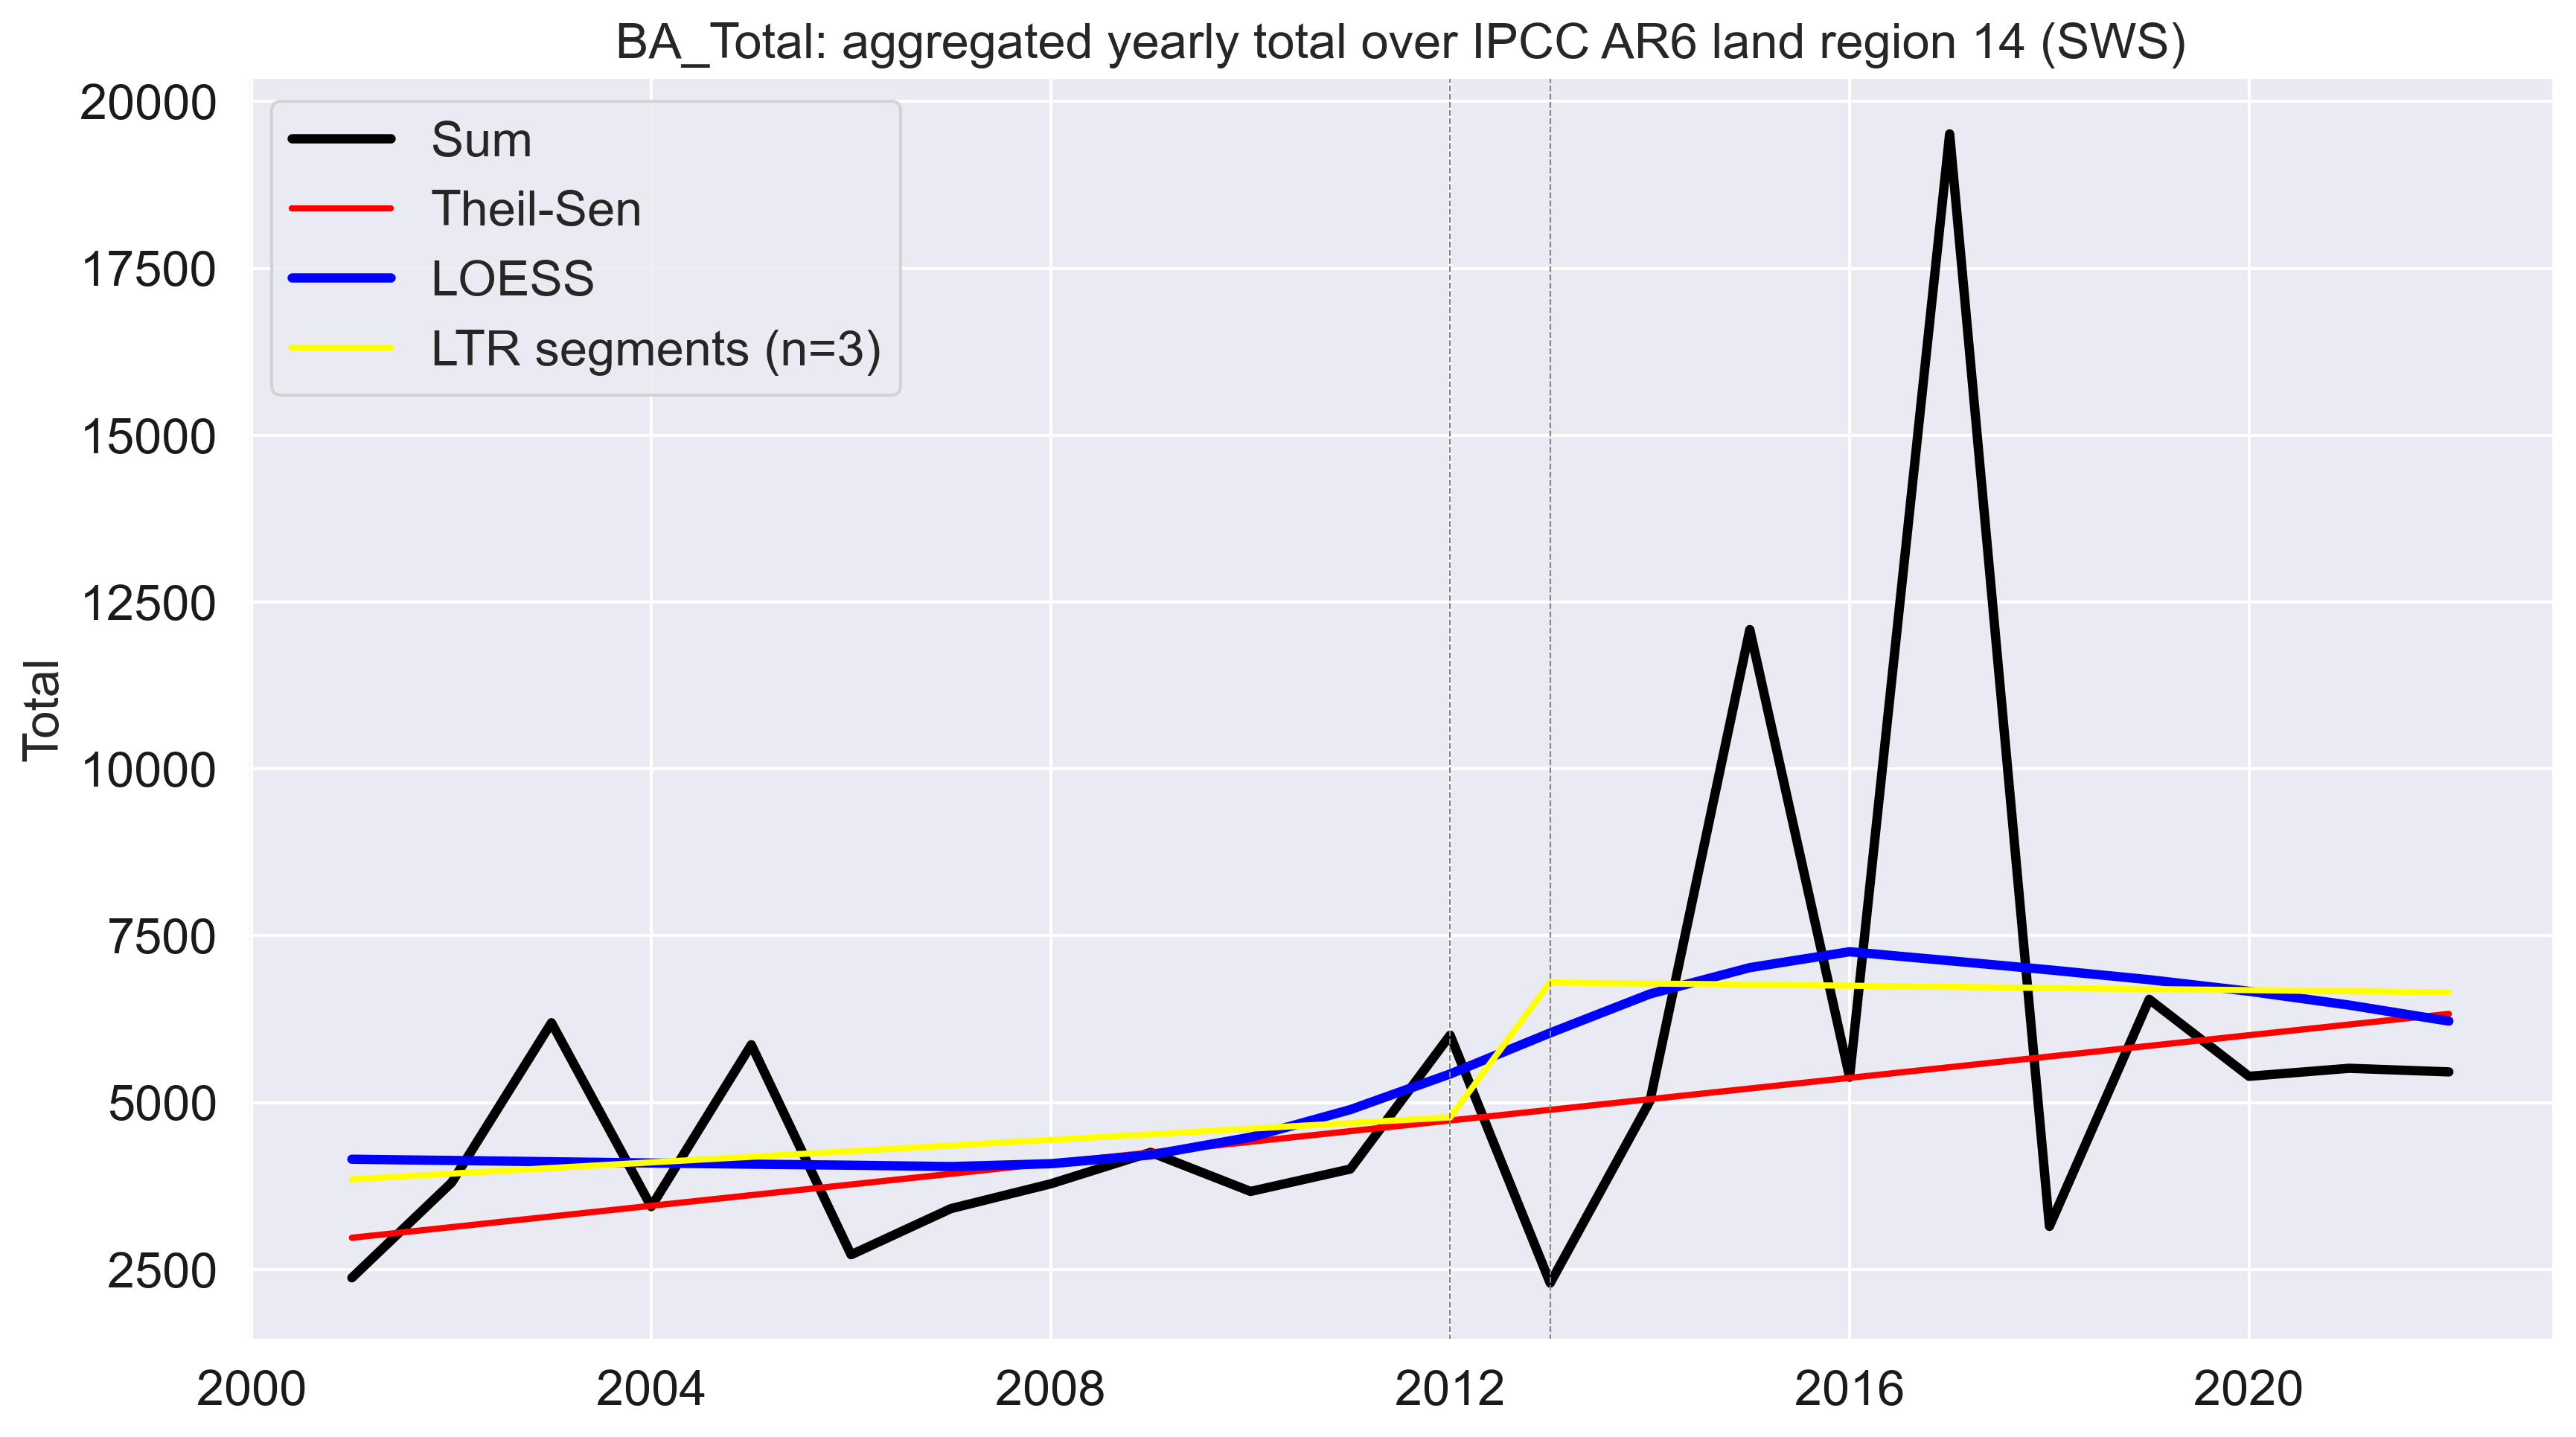 BA_Total: aggregated yearly total over IPCC AR6 land region 14 (SWS)
20000
17500
15000
12500
10000
7500
5000
2500
Total
Sum
Theil-Sen
LOESS
LTR segments (n=3)
2000
2004
2008
2012
2016
2020